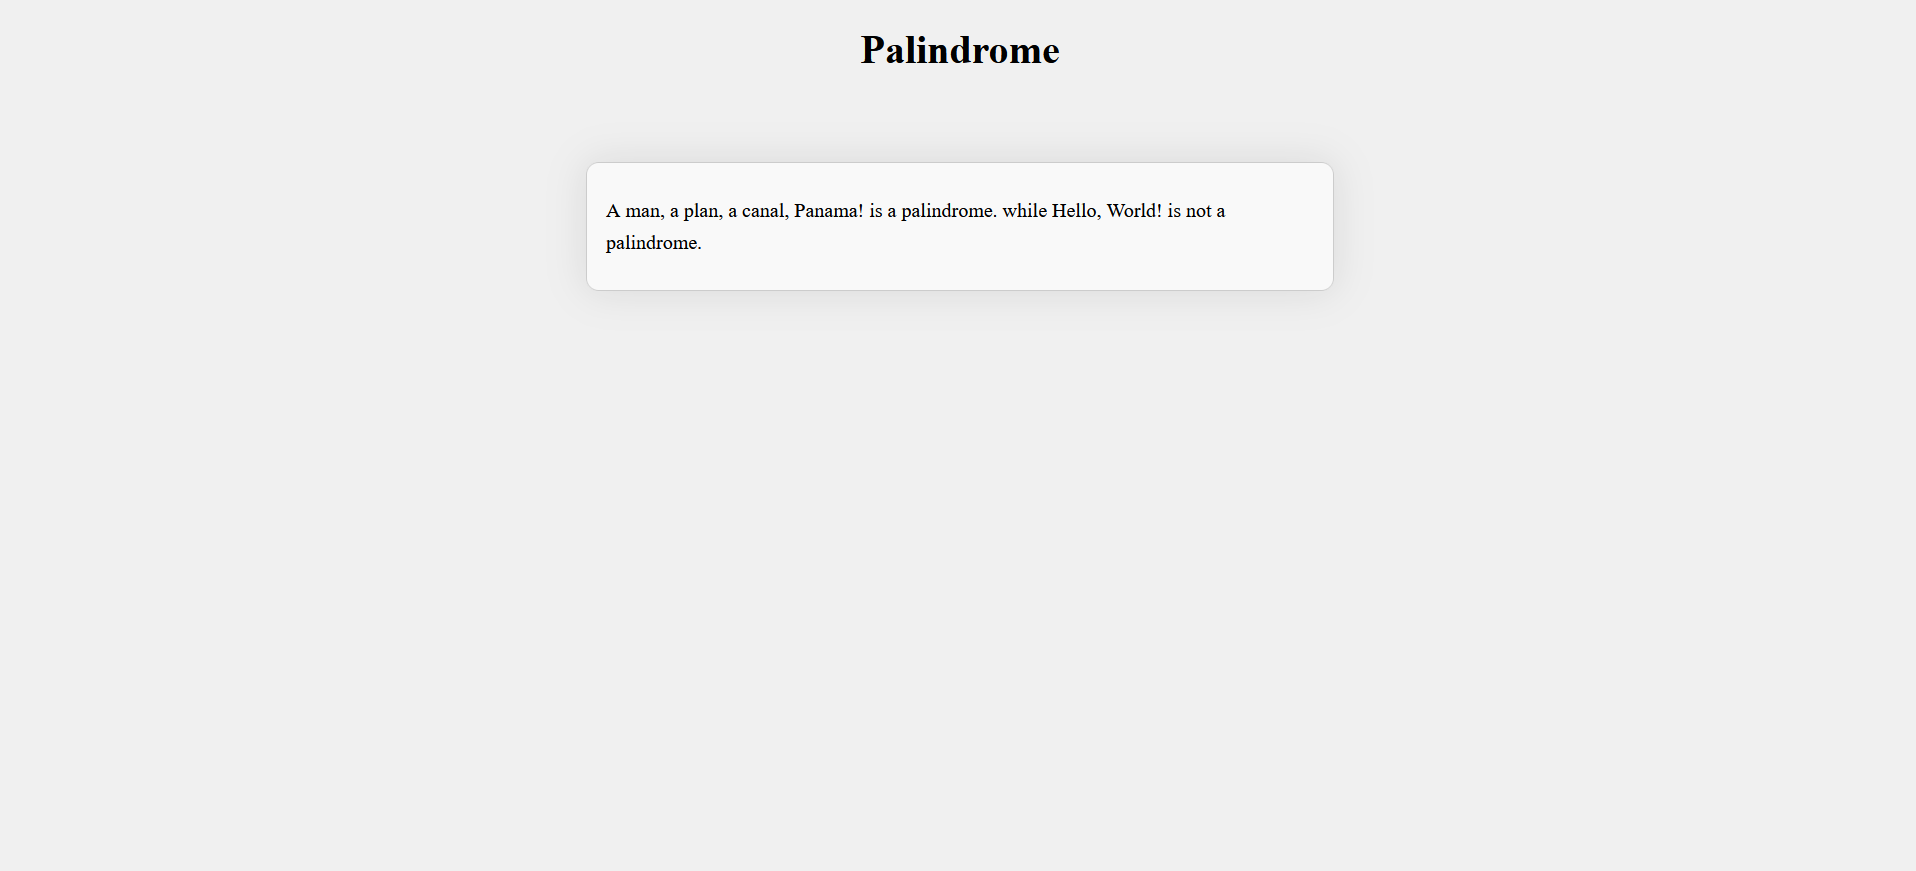 Palindrome
A man, a plan, a canal, Panama! is a palindrome. while Hello, World! is not a
palindrome.